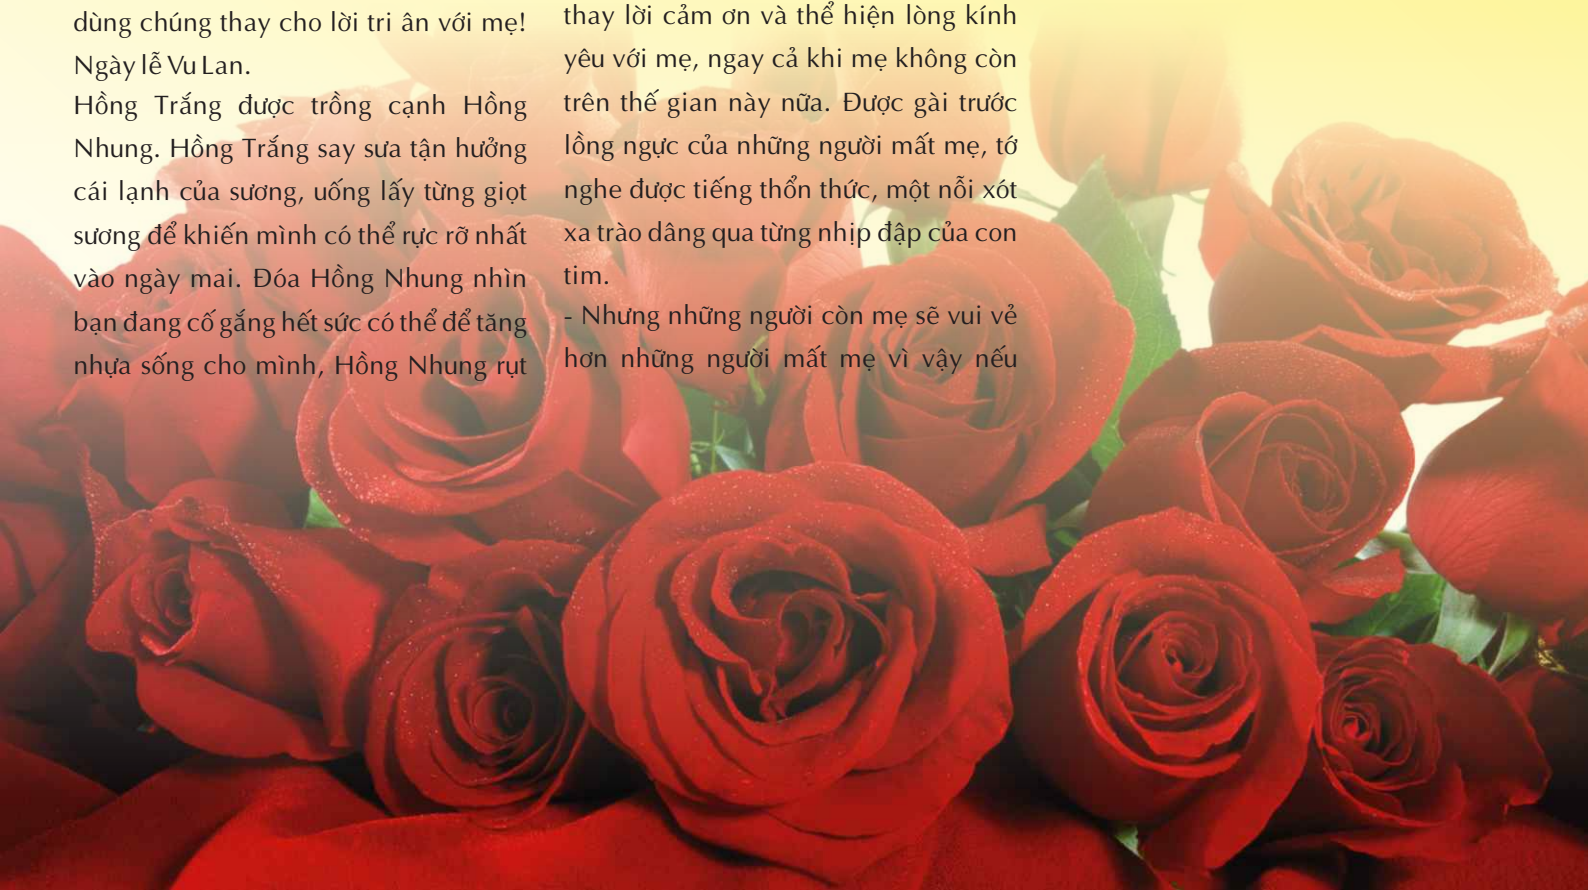 dùng chúng thay cho lời tri ân với mẹ!
Ngày lễ Vu Lan.
Hồng Trắng được trồng cạnh Hồng
Nhung. Hồng Trắng say sưa tận hưởng
cái lạnh của sương, uống lấy từng giọt
sương để khiến mình có thể rực rỡ nhất
vào ngày mai. Đóa Hồng Nhung nhìn
bạn đang cố gắng hết sức có thể để tăng
nhựa sống cho mình, Hồng Nhung rụt
thay lời cảm ơn và thể hiện lòng kính
yêu với mẹ, ngay cả khi mẹ không còn
trên thế gian này nữa. Được gài trước
lồng ngực của những người mất mẹ, tớ
nghe được tiếng thổn thức, một nỗi xót
xa trào dâng qua từng nhịp đập của con
tim.
- Nhưng những người còn mẹ sẽ vui vẻ
hơn những người mất mẹ vì vậy nếu